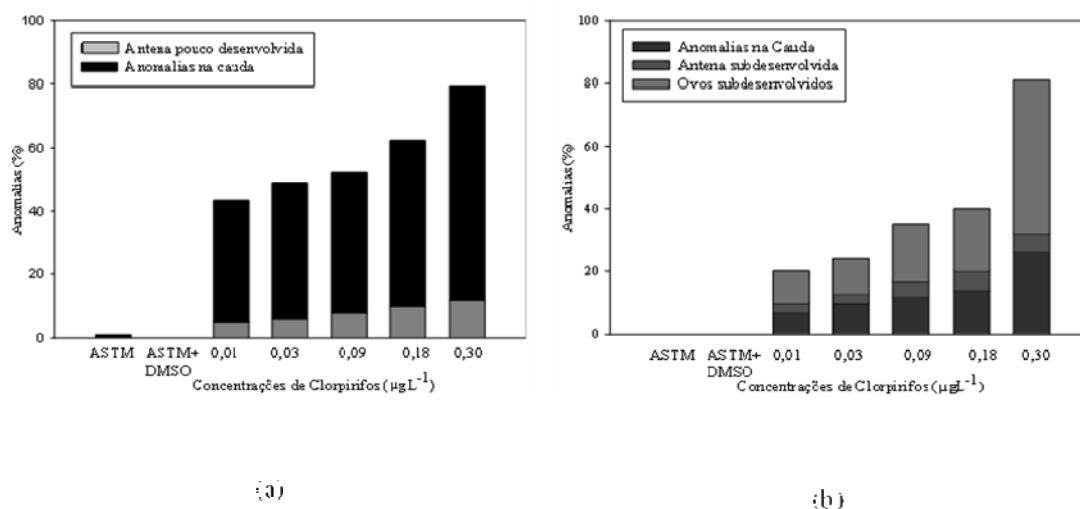 100
80
60
40
20
0
Anomalias (%)
Antena pouco desenvolvida
Anomalias na cauda
ASTM
ASTM+
DMSO
0,01
0,03
0,09
0,18
0,30
Concentrações de Clorpirifos (µgL⁻¹)
(a)
100
80
60
40
20
0
Anomalias (%)
Anomalias na Cauda
Antena subdesenvolvida
Ovos subdesenvolvidos
ASTM
ASTM+
DMSO
0,01
0,03
0,09
0,18
0,30
Concentrações de Clorpirifos (µgL⁻¹)
(b)